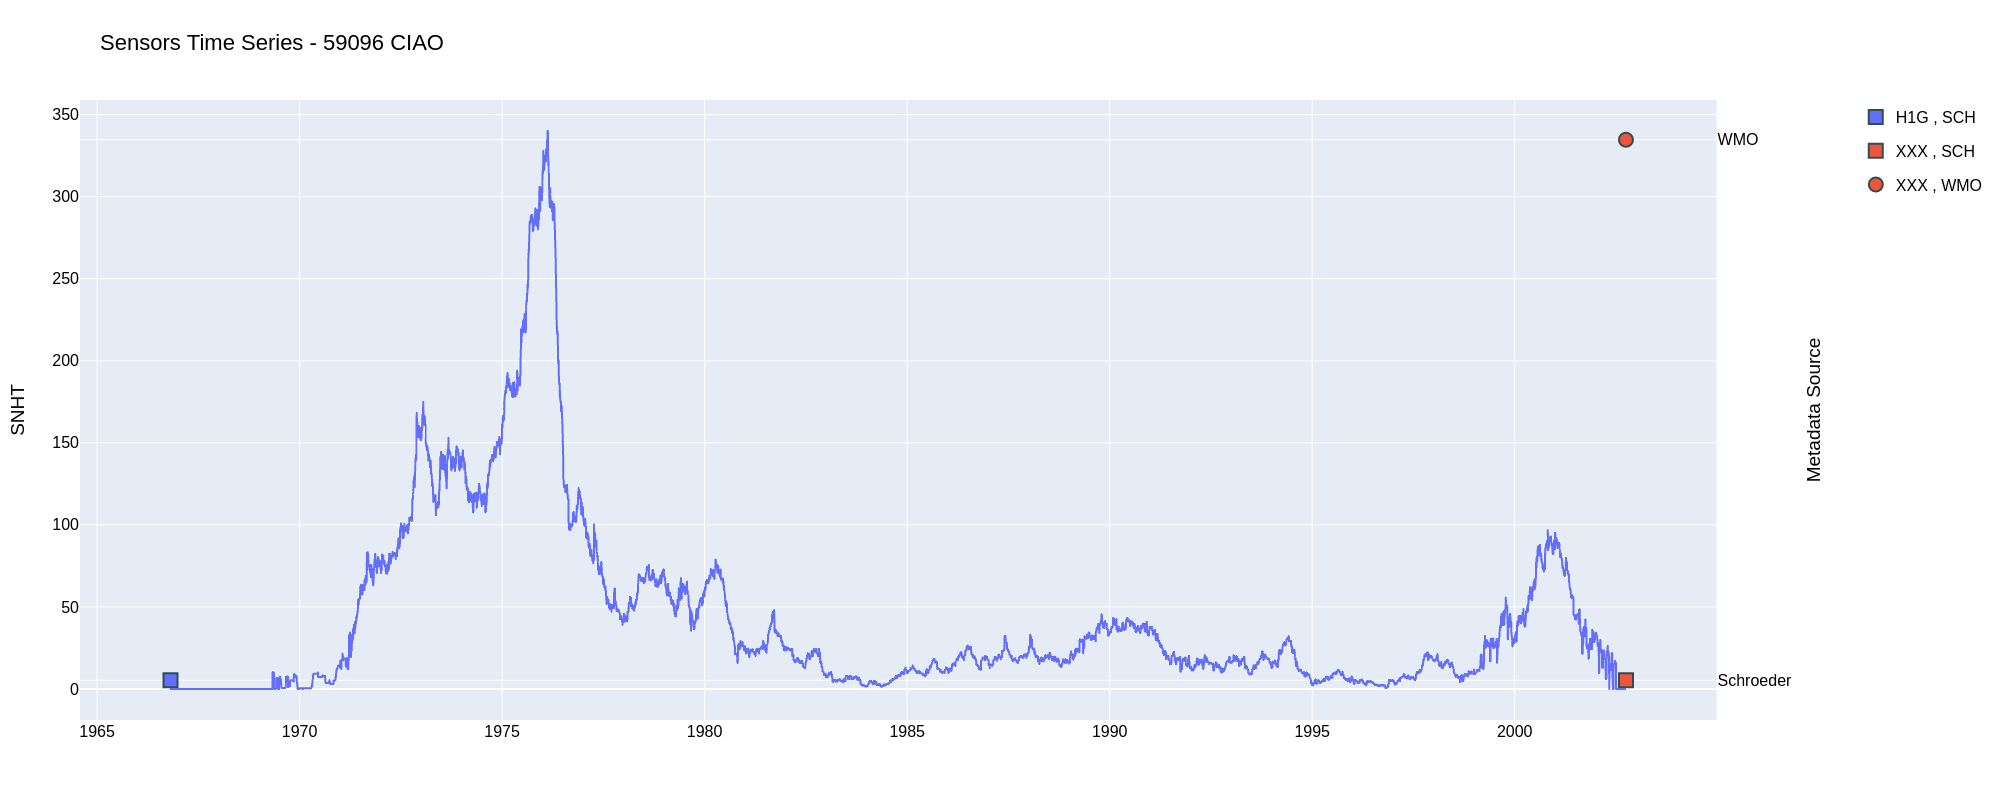 Sensors Time Series - 59096 CIAO
350
300
250
200
150
100
50
0
SNHT
1965
1970
1975
1980
1985
1990
1995
2000
WMO
Schroeder
Metadata Source
H1G , SCH
XXX , SCH
XXX , WMO